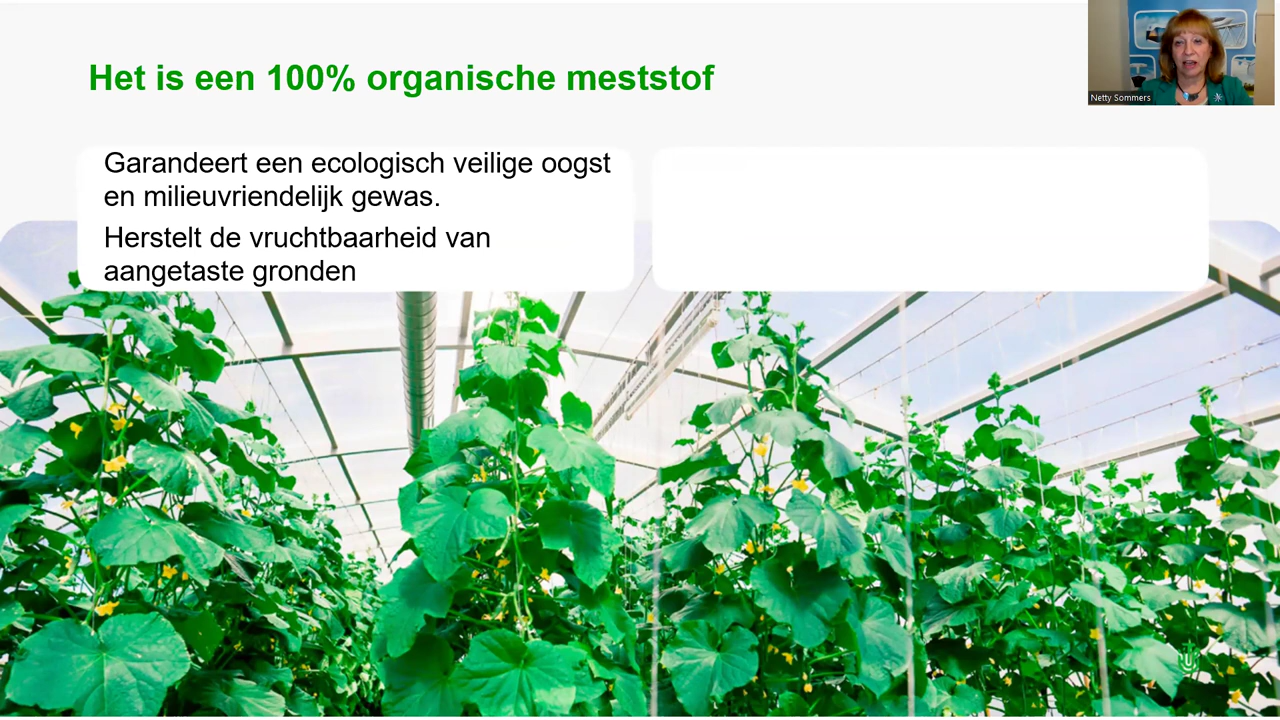 Het is een 100% organische meststof
Netty Sommers
Garandeert een ecologisch veilige oogst
en milieuvriendelijk gewas.
Herstelt de vruchtbaarheid van
aangetaste gronden